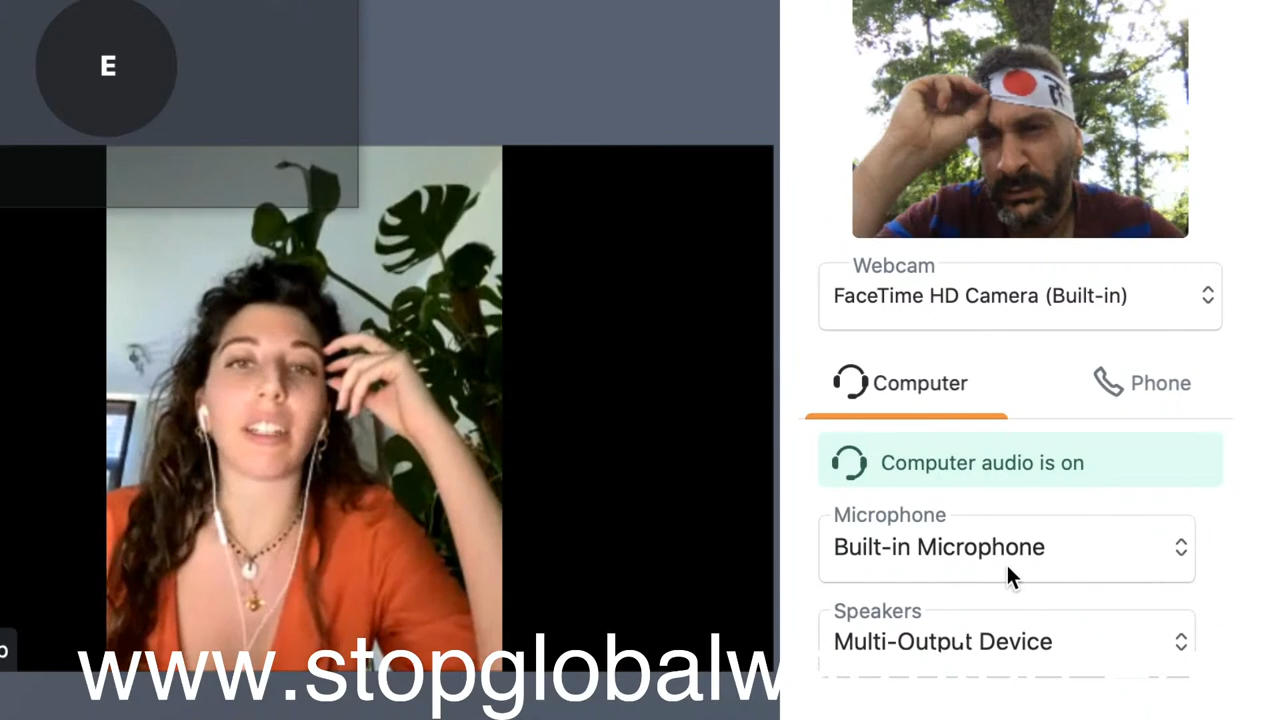 E
Webcam
FaceTime HD Camera (Built-in)
Computer
Phone
Computer audio is on
Microphone
Built-in Microphone
Speakers
Multi-Output Device
www.stopglobalw